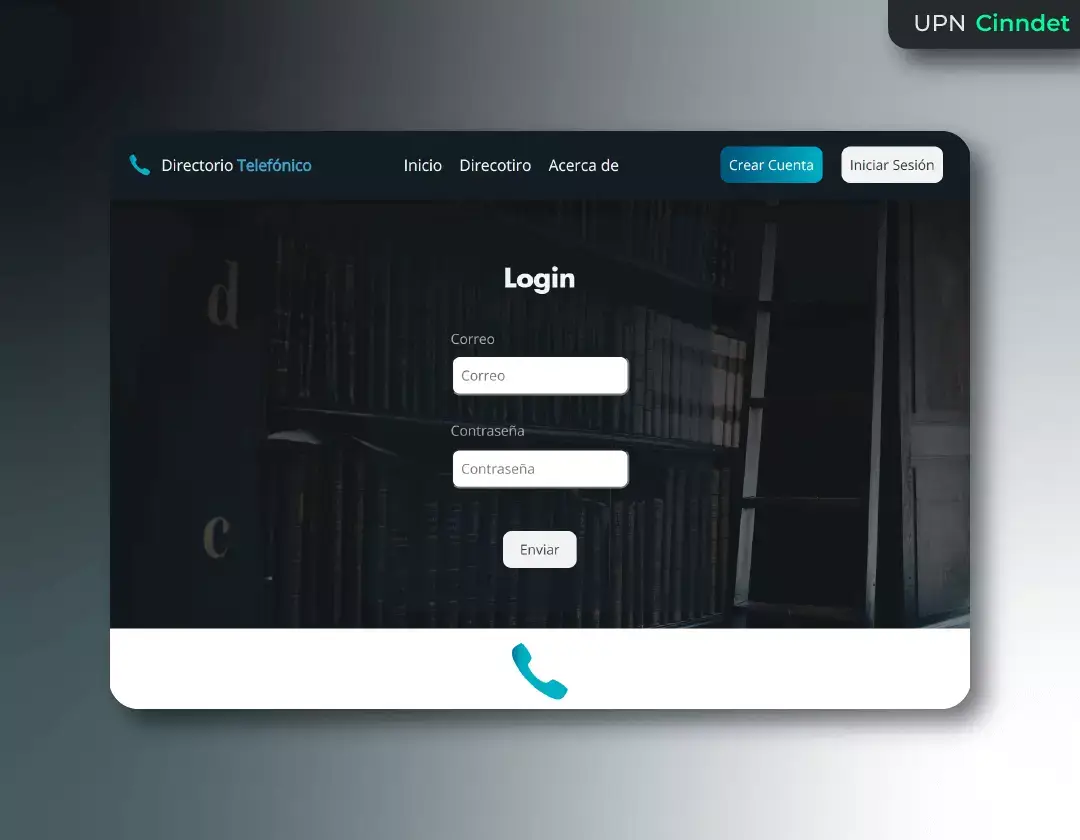 UPN Cinndet
Directorio Telefónico
Inicio Direcotiro Acerca de
Crear Cuenta
Iniciar Sesión
d
Login
Correo
Correo
Contraseña
Contraseña
c
Enviar